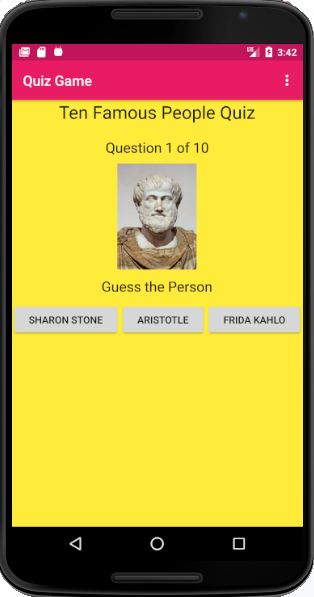 3:42
Quiz Game
Ten Famous People Quiz
Question 1 of 10
Guess the Person
SHARON STONE ARISTOTLE FRIDA KAHLO